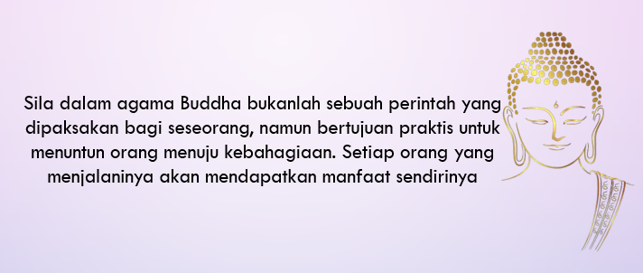 Sila dalam agama Buddha bukanlah sebuah perintah yang
dipaksakan bagi seseorang, namun bertujuan praktis untuk
menuntun orang menuju kebahagiaan. Setiap orang yang
menjalaninya akan mendapatkan manfaat sendirinya